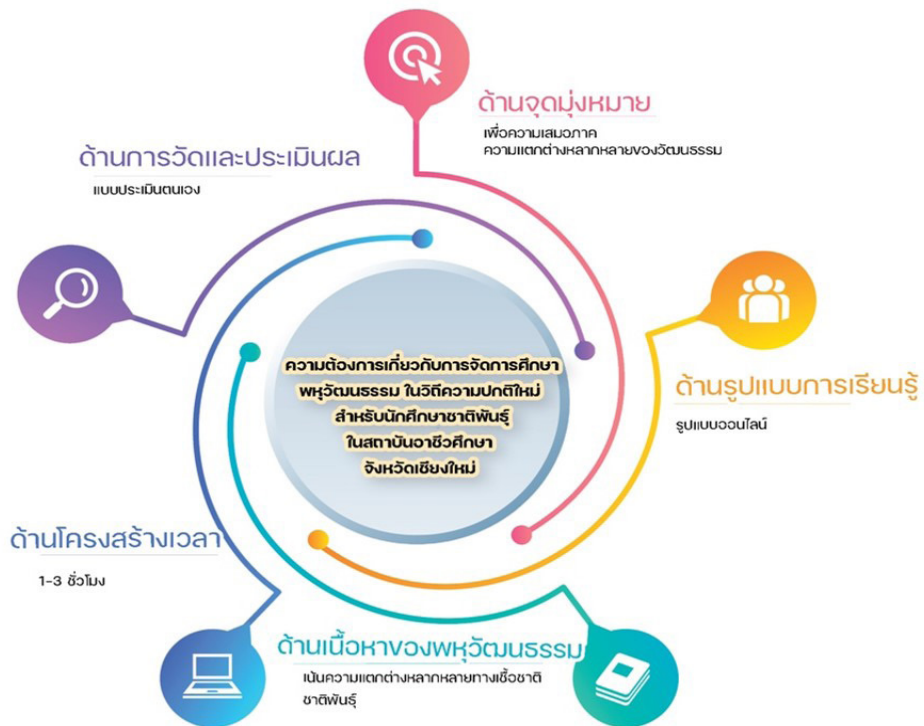 ด้านจุดมุ่งหมาย
เพื่อความเสมอภาค
ความแตกต่างหลากหลายของวัฒนธรรม
ด้านการวัดและประเมินผล
แบบประเมินตนเอง
ความต้องการเกี่ยวกับการจัดการศึกษา
พหุวัฒนธรรม ในวิถีความปกติใหม่
สำหรับนักศึกษาชาติพันธุ์
ในสถาบันอาชีวศึกษา
จังหวัดเชียงใหม่
ด้านรูปแบบการเรียนรู้
รูปแบบออนไลน์
ด้านโครงสร้างเวลา
1-3 ชั่วโมง
ด้านเนื้อหาของพหุวัฒนธรรม
เน้นความแตกต่างหลากหลายทางเชื้อชาติ
ชาติพันธุ์